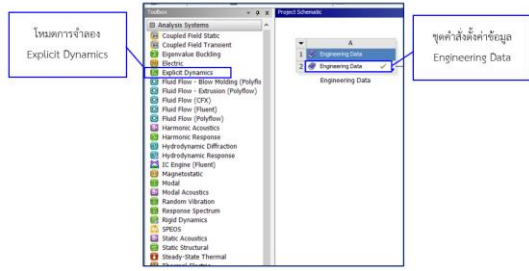 โหมดการจำลอง
Explicit Dynamics
Toolbox
Analysis Systems
Coupled Field Static
Coupled Field Transient
Eigenvalue Buckling
Electric
Explicit Dynamics
Fluid Flow - Blow Molding (Polyflo
Fluid Flow - Extrusion (Polyflow)
Fluid Flow (CFX)
Fluid Flow (Fluent)
Fluid Flow (Polyflow)
Harmonic Acoustics
Harmonic Response
Hydrodynamic Diffraction
Hydrodynamic Response
IC Engine (Fluent)
Magnetostatic
Modal
Modal Acoustics
Random Vibration
Response Spectrum
Rigid Dynamics
SPEOS
Static Acoustics
Static Structural
Steady-State Thermal
Thermal-Electric
Project Schematic
A
1 Engineering Data
2 Engineering Data ✓
Engineering Data
ชุดคำสั่งตั้งค่าข้อมูล
Engineering Data